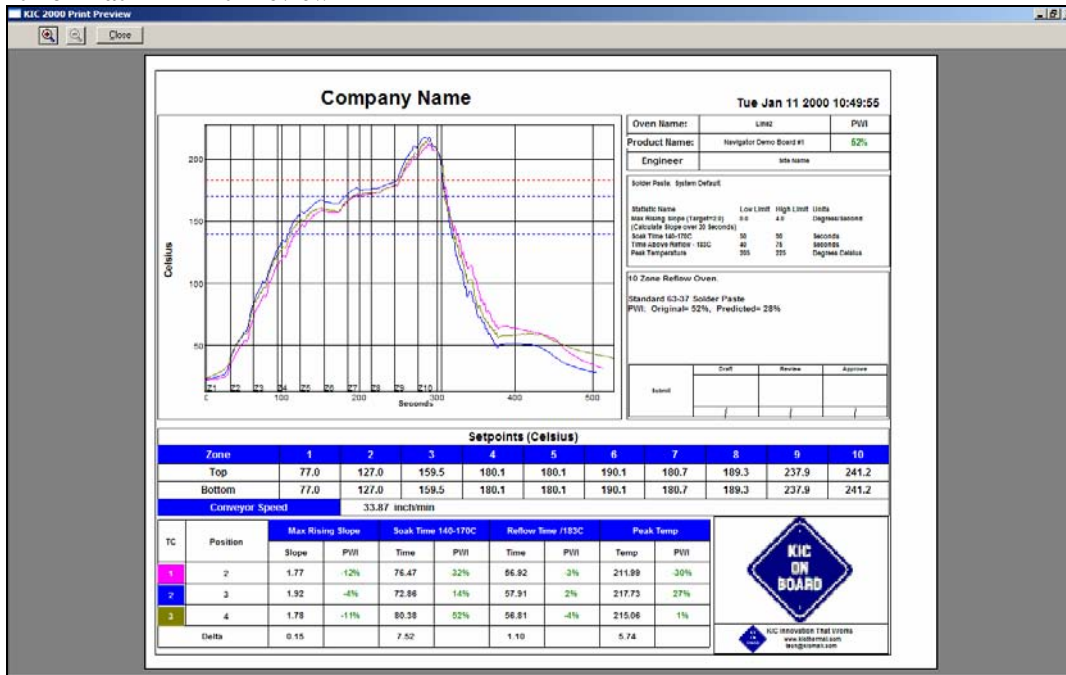 KIC 2000 Print Preview
Close
Company Name
Tue Jan 11 2000 10:49:55
Oven Name: PWI
Product Name: Navigator Demo Board #1 52%
Engineer Site Name
Solder Paste: System Default
Statistic Name Low Limit High Limit Units
Max Rising Slope (Target=2.0) 0.0 4.0 Degrees/Second
(Calculate Slope over 20 Seconds)
Soak Time 140-170C Seconds
Time Above Reflow - 183C 40 75 Seconds
Peak Temperature 205 225 Degrees Celsius
10 Zone Reflow Oven.
Standard 63-37 Solder Paste
PWI: Original= 52%, Predicted= 28%
Draft Review Approve
Submit
/ / /
Celsius
200
150
100
50
Z1 Z2 Z3 Z4 Z5 Z6 Z7 Z8 Z9 Z10
100 200 300 400 500
Seconds
Setpoints (Celsius)
Zone 1 2 3 4 5 6 7 8 9 10
Top 77.0 127.0 159.5 180.1 180.1 190.1 180.7 189.3 237.9 241.2
Bottom 77.0 127.0 159.5 180.1 180.1 190.1 180.7 189.3 237.9 241.2
Conveyor Speed 33.87 inch/min
TC Position Max Rising Slope Soak Time 140-170C Reflow Time /183C Peak Temp
Slope PWI Time PWI Time PWI Temp PWI
1 2 1.77 -12% 76.47 32% 56.92 -3% 211.99 -30%
2 3 1.92 -4% 72.86 14% 57.91 2% 217.73 27%
3 4 1.78 -11% 80.38 52% 56.81 -4% 215.06 1%
Delta 0.15 7.52 1.10 5.74
KIC
ON
BOARD
KIC Innovation That Works
www.kicthermal.com